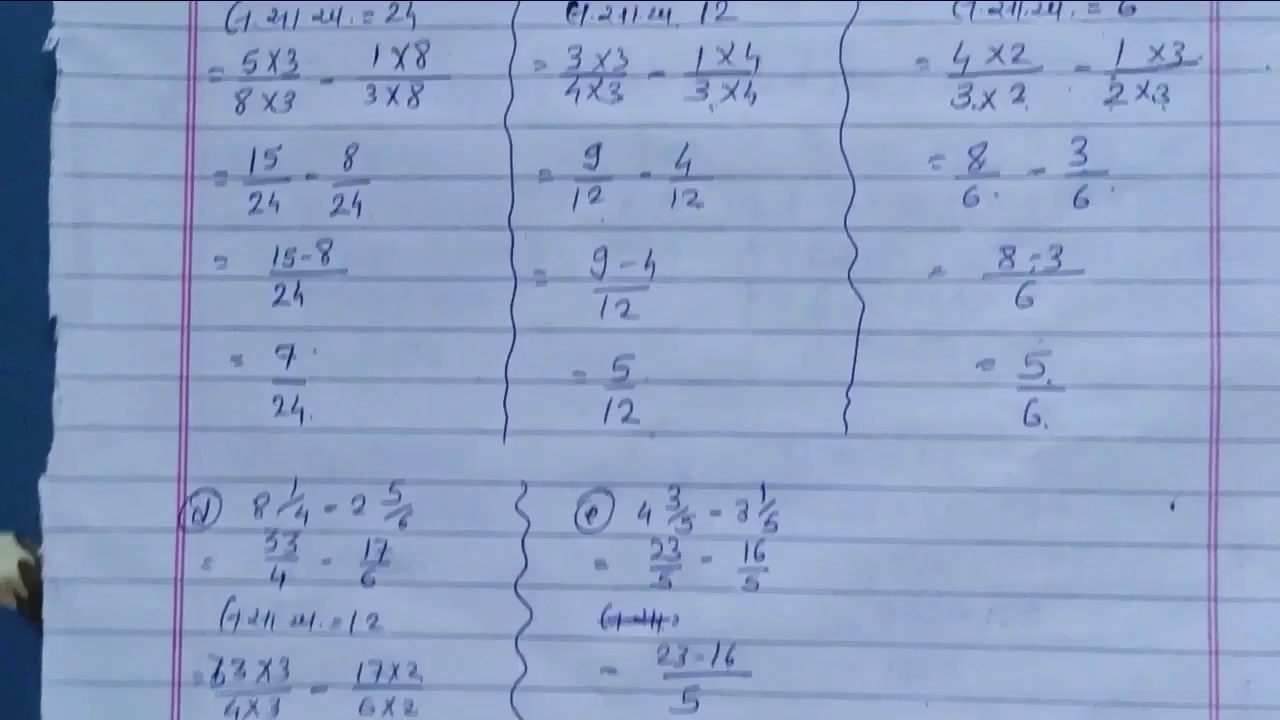 = 24
12
= 6
= 5×3/8×3 - 1×8/3×8
= 3×3/4×3 - 1×4/3×4
= 4×2/3×2 - 1×3/2×3
= 15/24 - 8/24
= 9/12 - 4/12
= 8/6 - 3/6
= 15-8/24
= 9-4/12
= 8-3/6
= 7/24
= 5/12
= 5/6
8 1/4 - 2 5/6
4 3/5 - 3 1/5
= 33/4 - 17/6
= 23/5 - 16/5
= 12
= 33×3/4×3 - 17×2/6×2
= 23-16/5